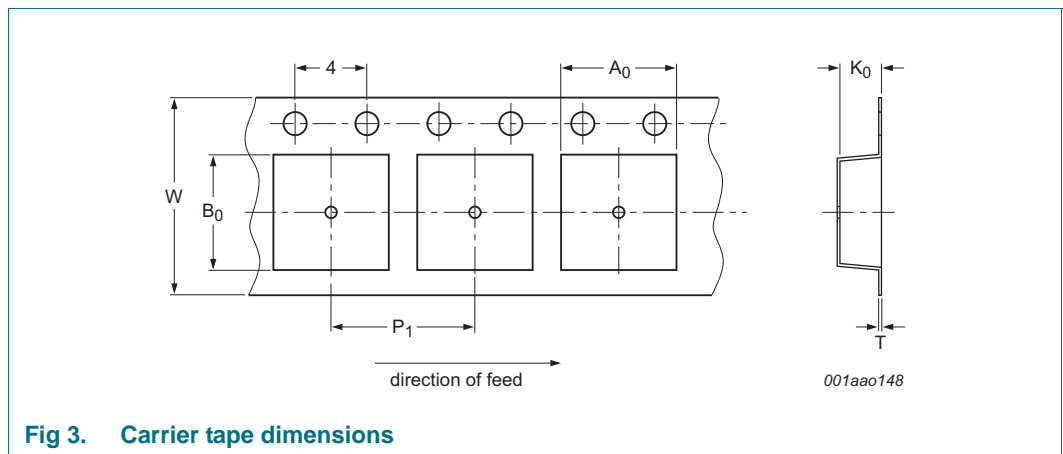 4
A0
K0
W
B0
P1
T
direction of feed
001aao148
Fig 3. Carrier tape dimensions